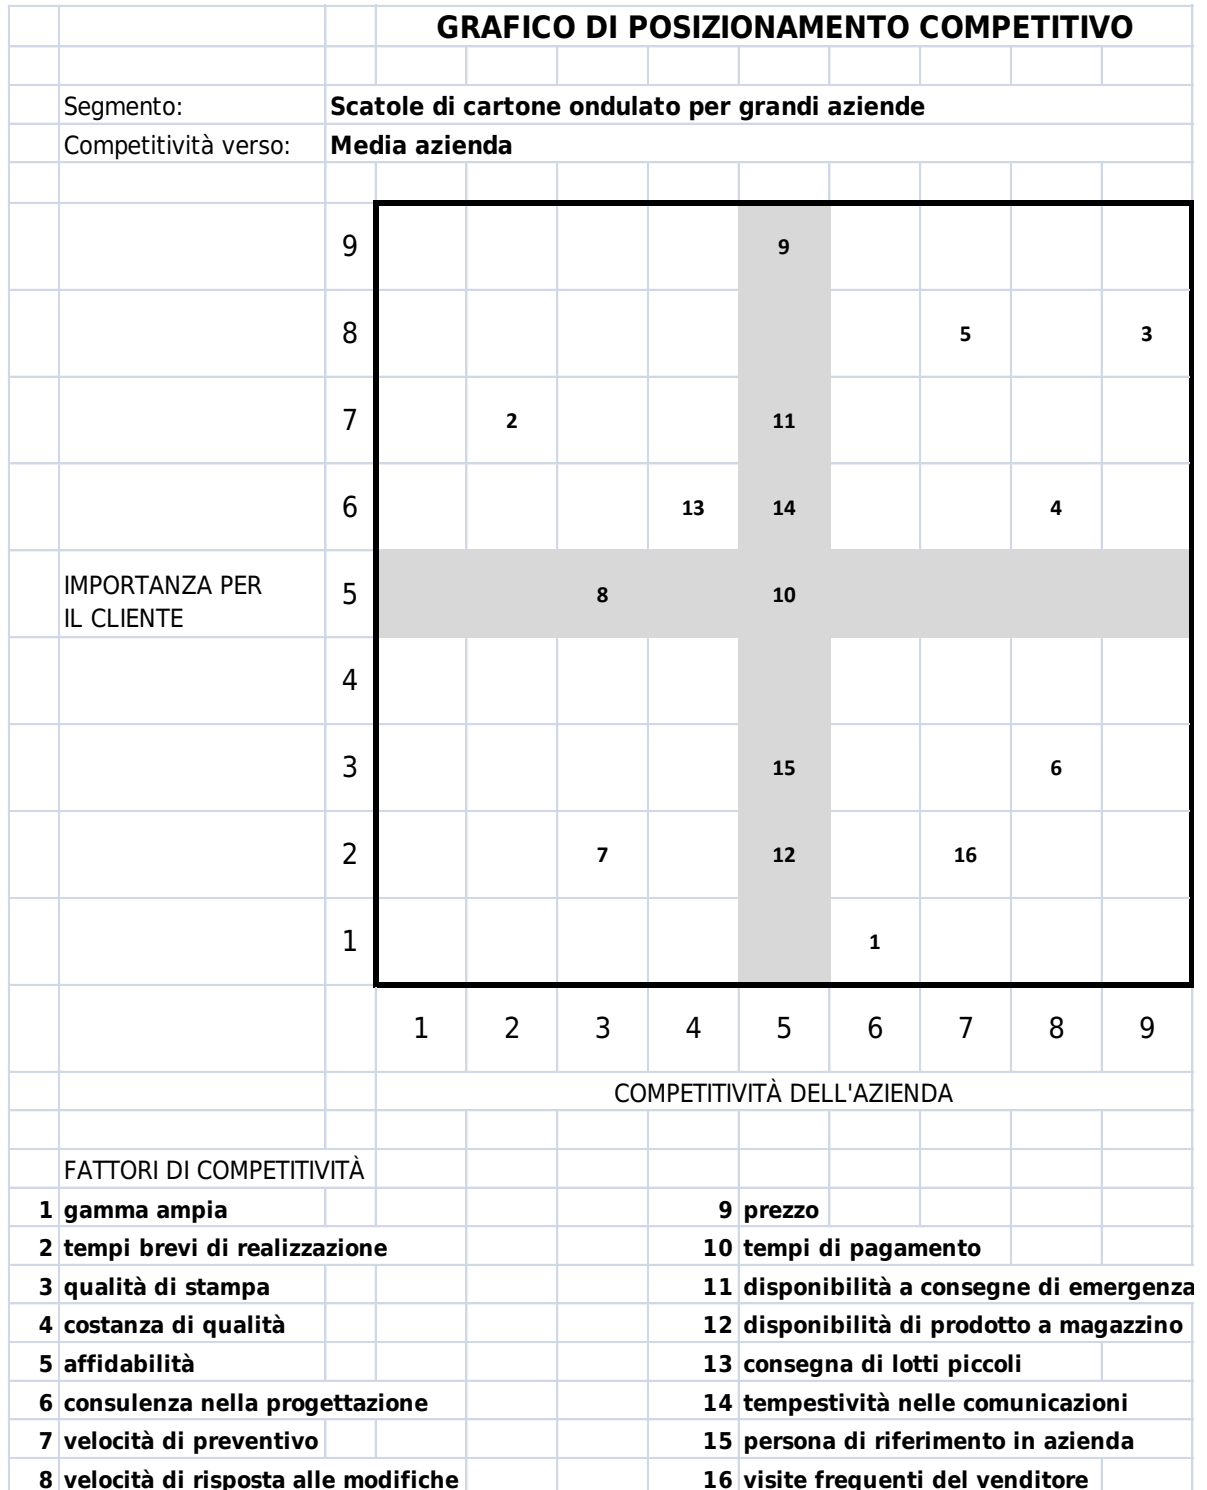 GRAFICO DI POSIZIONAMENTO COMPETITIVO
Segmento: Scatole di cartone ondulato per grandi aziende
Competitività verso: Media azienda
9 9
8 5 3
7 2 11
6 13 14 4
IMPORTANZA PER
IL CLIENTE
5 8 10
4
3 15 6
2 7 12 16
1 1
1 2 3 4 5 6 7 8 9
COMPETITIVITÀ DELL'AZIENDA
FATTORI DI COMPETITIVITÀ
1 gamma ampia 9 prezzo
2 tempi brevi di realizzazione 10 tempi di pagamento
3 qualità di stampa 11 disponibilità a consegne di emergenza
4 costanza di qualità 12 disponibilità di prodotto a magazzino
5 affidabilità 13 consegna di lotti piccoli
6 consulenza nella progettazione 14 tempestività nelle comunicazioni
7 velocità di preventivo 15 persona di riferimento in azienda
8 velocità di risposta alle modifiche 16 visite frequenti del venditore